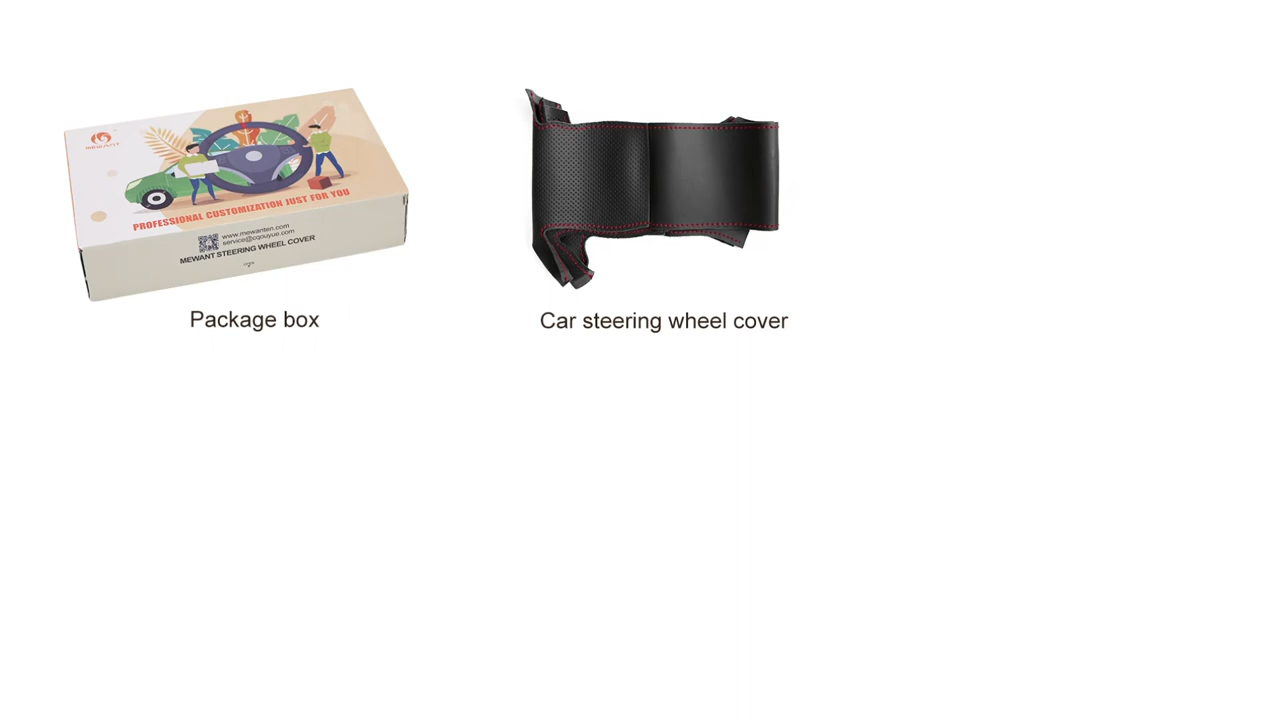 MEWANT
PROFESSIONAL CUSTOMIZATION JUST FOR YOU
www.mewanten.com
service@cqouyue.com
MEWANT STEERING WHEEL COVER
Package box
Car steering wheel cover